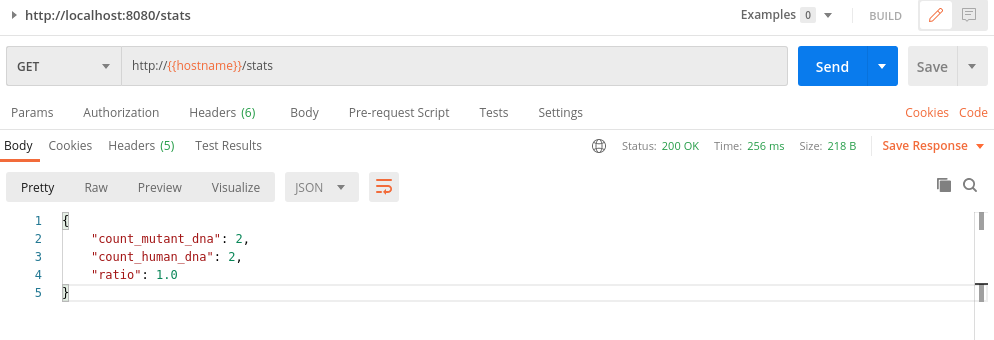 http://localhost:8080/stats Examples 0 BUILD
GET http://{{hostname}}/stats Send Save
Params Authorization Headers (6) Body Pre-request Script Tests Settings Cookies Code
Body Cookies Headers (5) Test Results Status: 200 OK Time: 256 ms Size: 218 B Save Response
Pretty Raw Preview Visualize JSON
1 {
2 "count_mutant_dna": 2,
3 "count_human_dna": 2,
4 "ratio": 1.0
5 }